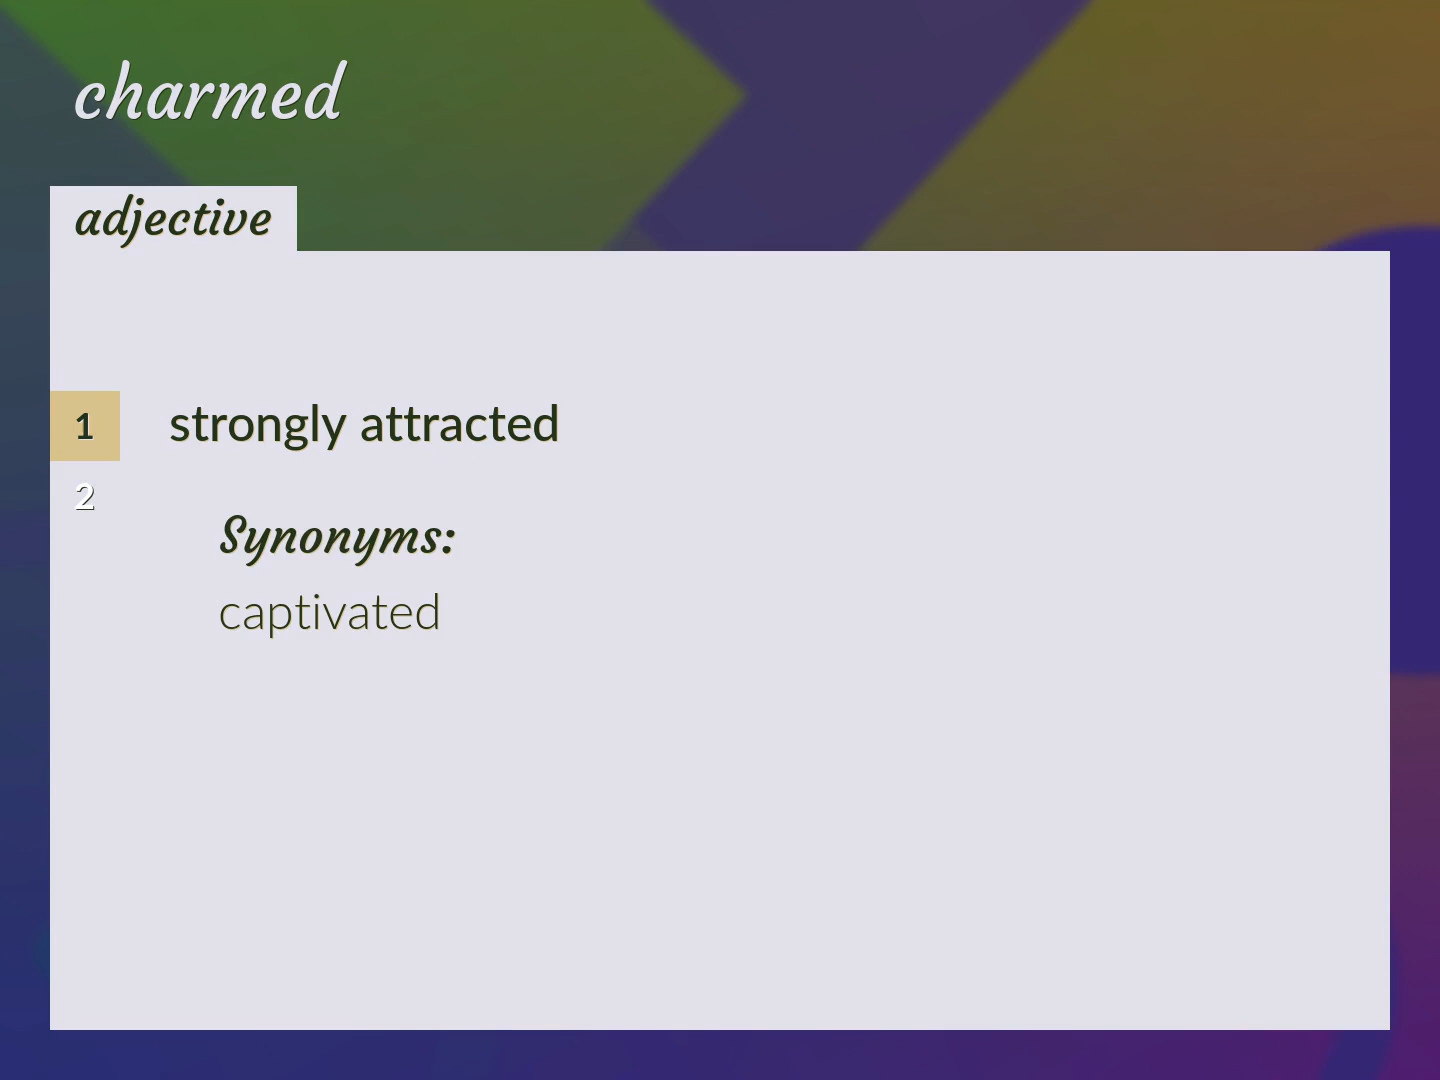 charmed
adjective
1 strongly attracted
2
Synonyms:
captivated